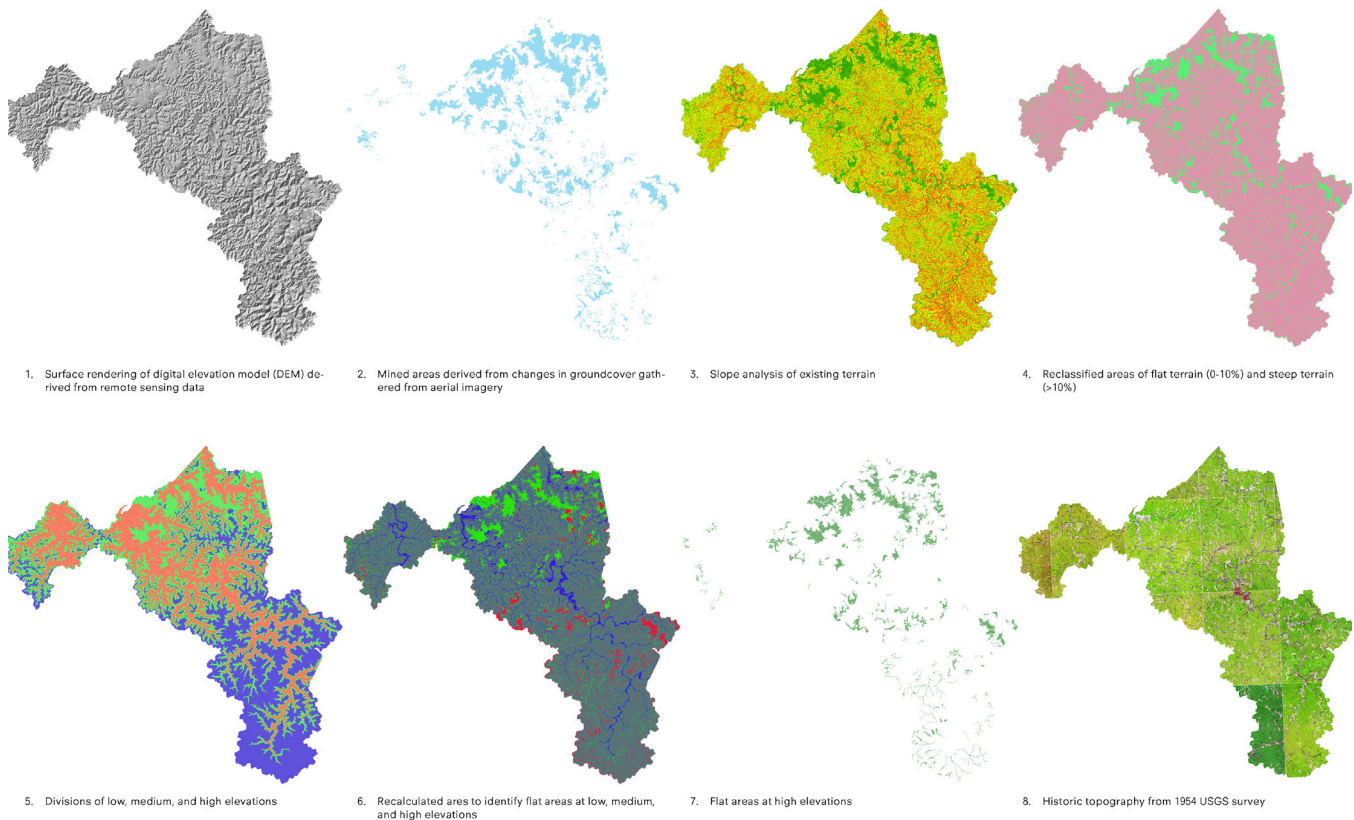 1. Surface rendering of digital elevation model (DEM) de-
rived from remote sensing data
2. Mined areas derived from changes in groundcover gath-
ered from aerial imagery
3. Slope analysis of existing terrain
4. Reclassified areas of flat terrain (0-10%) and steep terrain
(>10%)
5. Divisions of low, medium, and high elevations
6. Recalculated ares to identify flat areas at low, medium,
and high elevations
7. Flat areas at high elevations
8. Historic topography from 1954 USGS survey